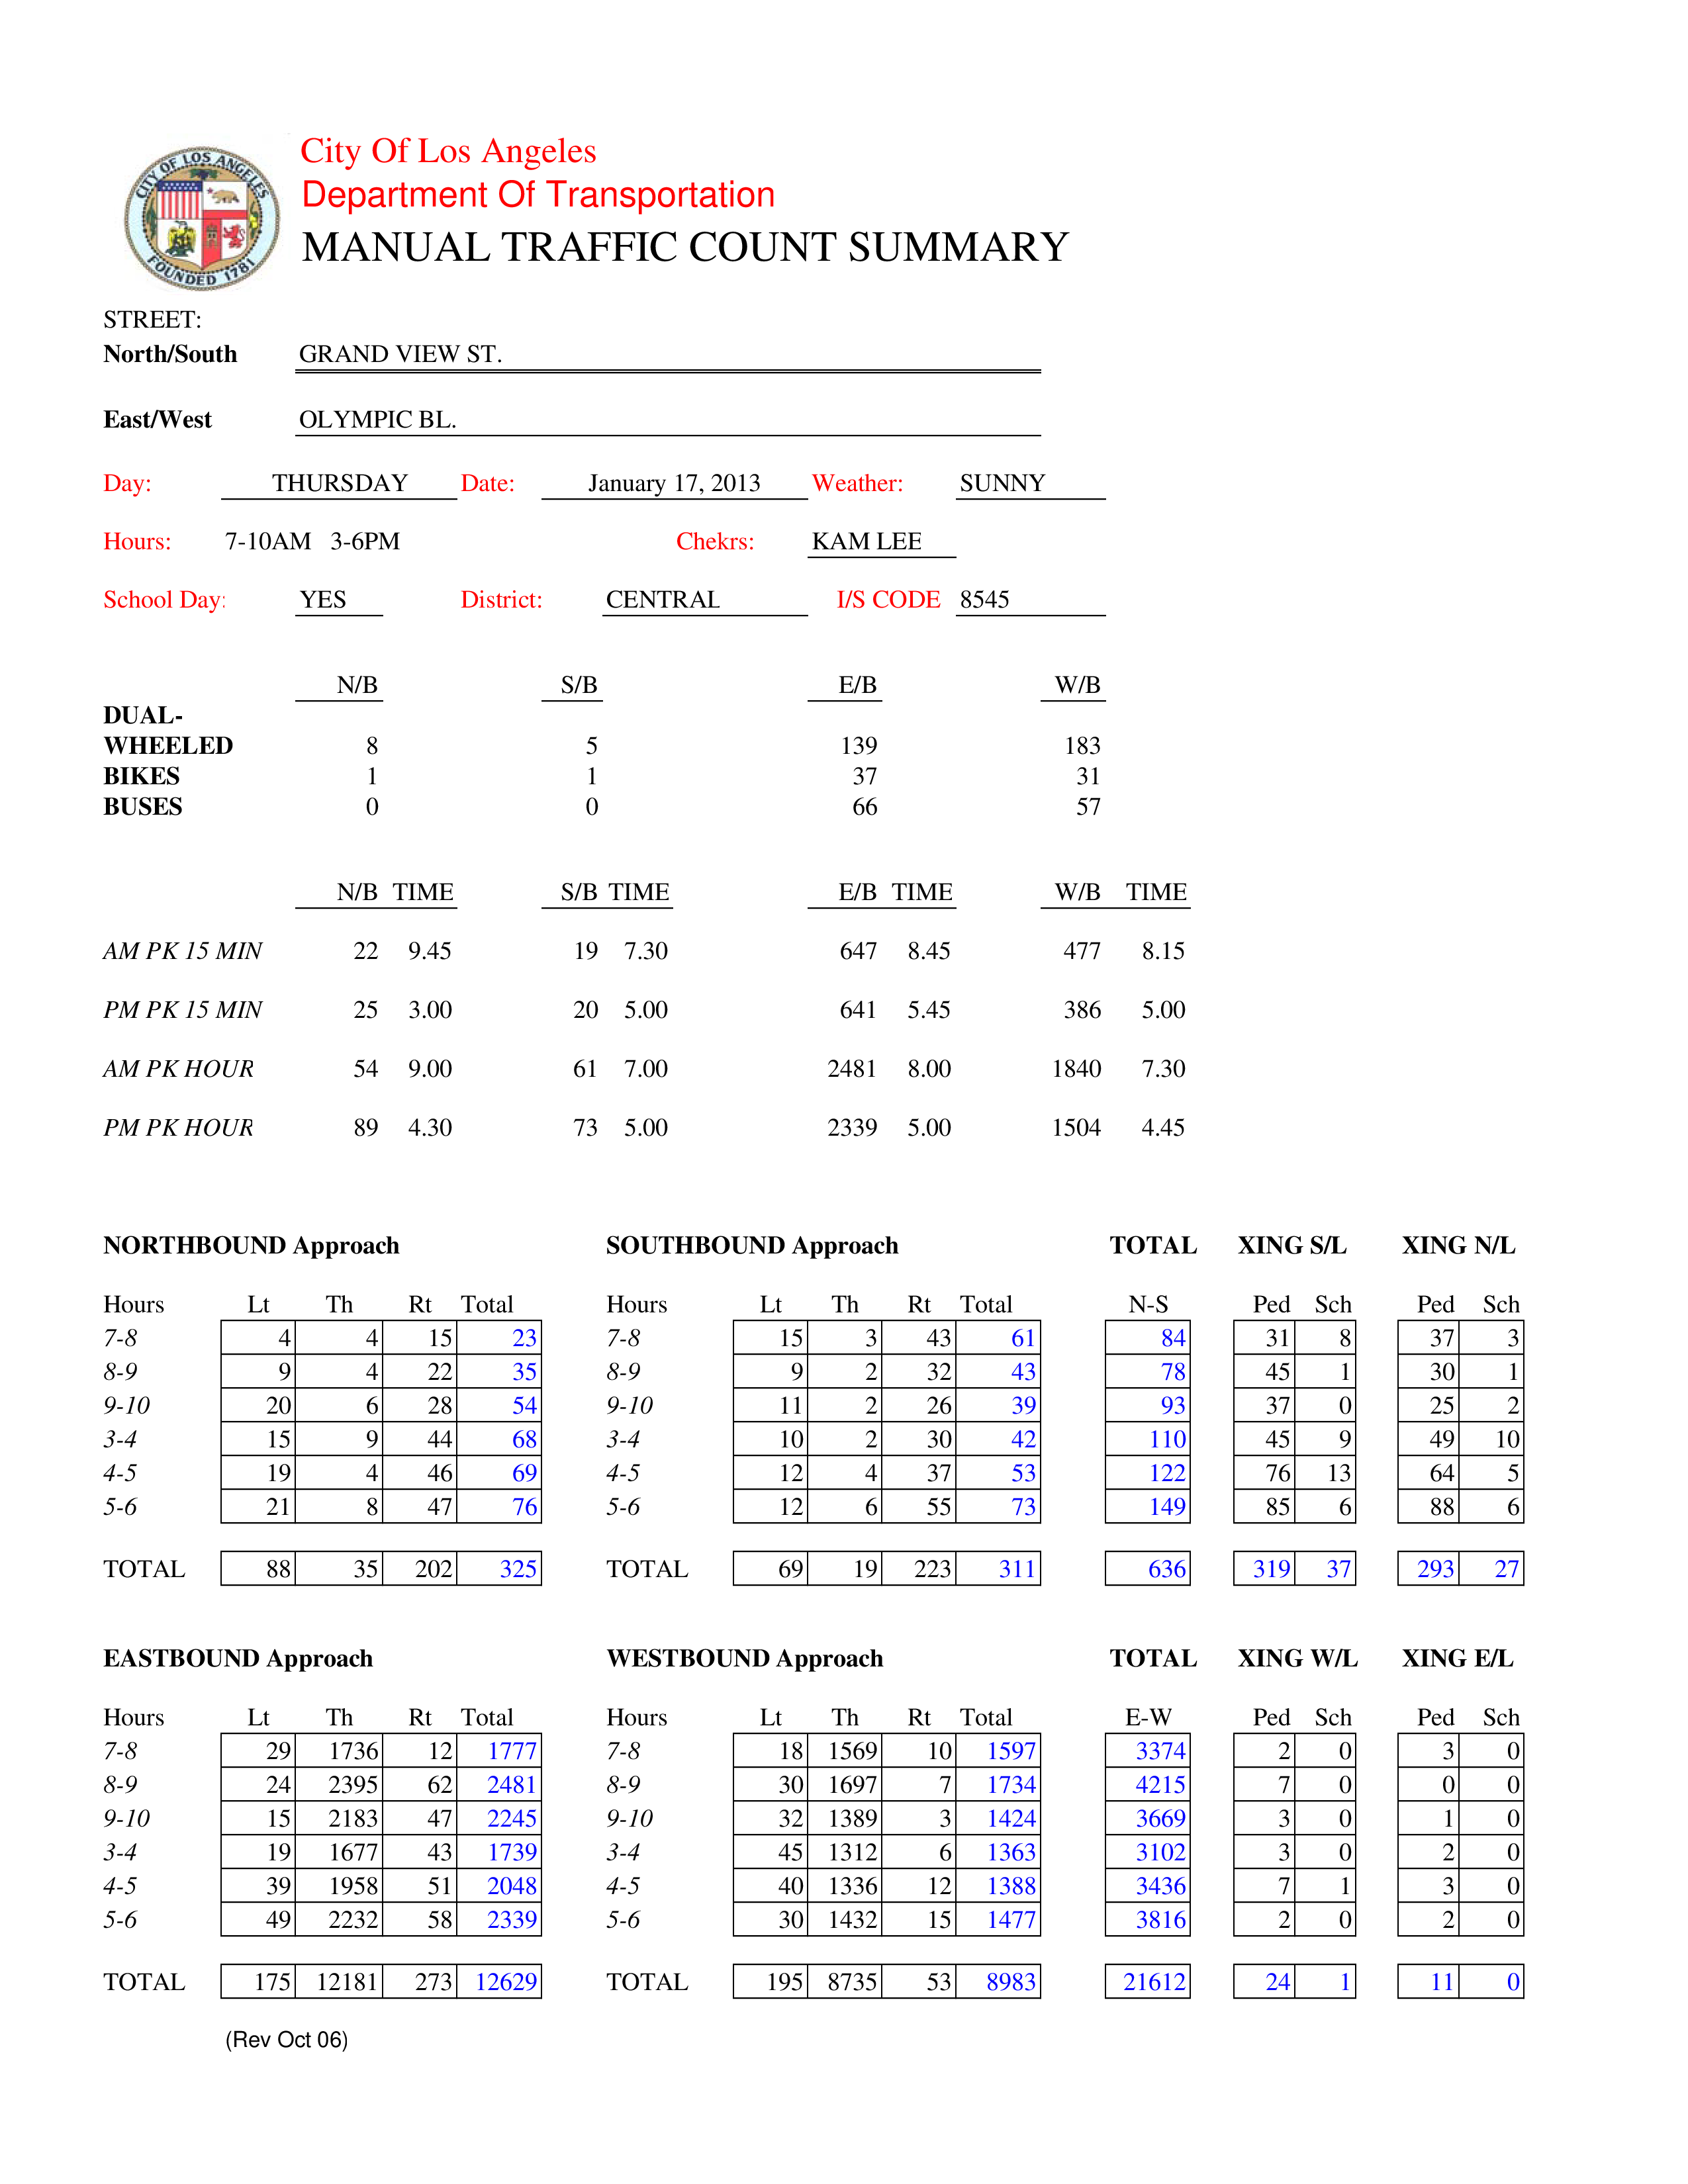 CITY OF LOS ANGELES
FOUNDED 1781
City Of Los Angeles
Department Of Transportation
MANUAL TRAFFIC COUNT SUMMARY
STREET:
North/South GRAND VIEW ST.
East/West OLYMPIC BL.
Day: THURSDAY Date: January 17, 2013 Weather: SUNNY
Hours: 7-10AM 3-6PM Chekrs: KAM LEE
School Day: YES District: CENTRAL I/S CODE 8545
N/B S/B E/B W/B
DUAL-
WHEELED 8 5 139 183
BIKES 1 1 37 31
BUSES 0 0 66 57
N/B TIME S/B TIME E/B TIME W/B TIME
AM PK 15 MIN 22 9.45 19 7.30 647 8.45 477 8.15
PM PK 15 MIN 25 3.00 20 5.00 641 5.45 386 5.00
AM PK HOUR 54 9.00 61 7.00 2481 8.00 1840 7.30
PM PK HOUR 89 4.30 73 5.00 2339 5.00 1504 4.45
NORTHBOUND Approach SOUTHBOUND Approach TOTAL XING S/L XING N/L
Hours Lt Th Rt Total Hours Lt Th Rt Total N-S Ped Sch Ped Sch
7-8 4 4 15 23 7-8 15 3 43 61 84 31 8 37 3
8-9 9 4 22 35 8-9 9 2 32 43 78 45 1 30 1
9-10 20 6 28 54 9-10 11 2 26 39 93 37 0 25 2
3-4 15 9 44 68 3-4 10 2 30 42 110 45 9 49 10
4-5 19 4 46 69 4-5 12 4 37 53 122 76 13 64 5
5-6 21 8 47 76 5-6 12 6 55 73 149 85 6 88 6
TOTAL 88 35 202 325 TOTAL 69 19 223 311 636 319 37 293 27
EASTBOUND Approach WESTBOUND Approach TOTAL XING W/L XING E/L
Hours Lt Th Rt Total Hours Lt Th Rt Total E-W Ped Sch Ped Sch
7-8 29 1736 12 1777 7-8 18 1569 10 1597 3374 2 0 3 0
8-9 24 2395 62 2481 8-9 30 1697 7 1734 4215 7 0 0 0
9-10 15 2183 47 2245 9-10 32 1389 3 1424 3669 3 0 1 0
3-4 19 1677 43 1739 3-4 45 1312 6 1363 3102 3 0 2 0
4-5 39 1958 51 2048 4-5 40 1336 12 1388 3436 7 1 3 0
5-6 49 2232 58 2339 5-6 30 1432 15 1477 3816 2 0 2 0
TOTAL 175 12181 273 12629 TOTAL 195 8735 53 8983 21612 24 1 11 0
(Rev Oct 06)